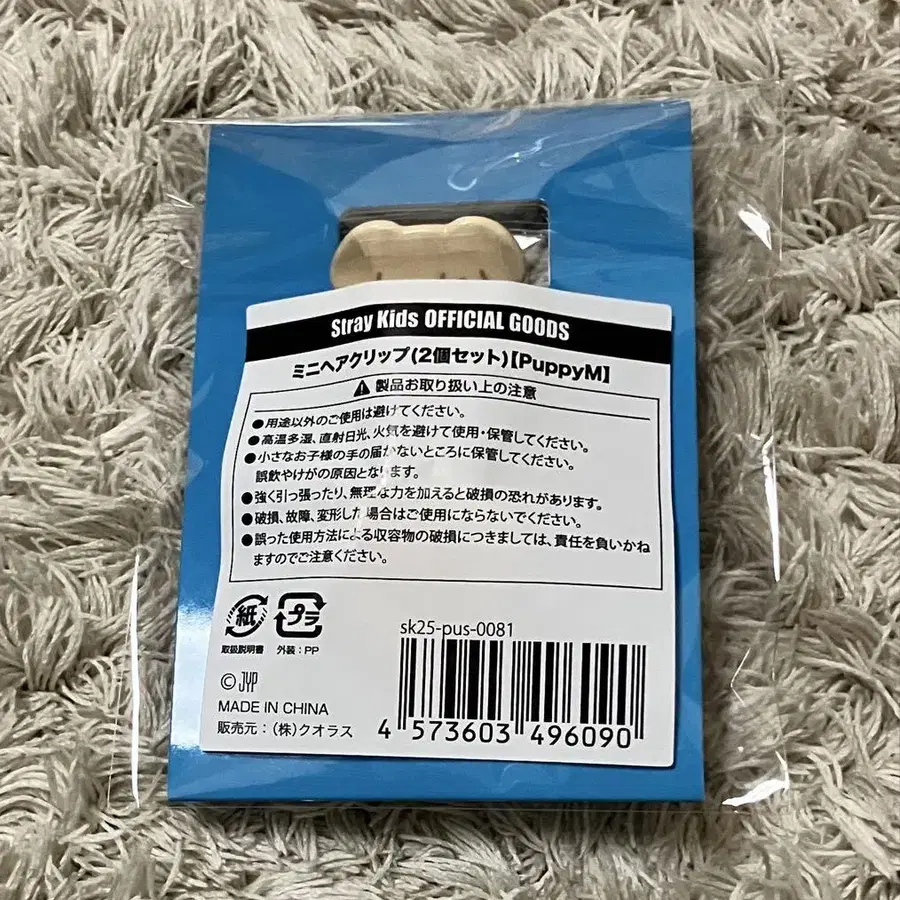 Stray Kids OFFICIAL GOODS
ミニヘアクリップ(2個セット)【PuppyM】
製品お取り扱い上の注意
●用途以外のご使用は避けてください。
●高温多湿、直射日光、火気を避けて使用・保管してください。
●小さなお子様の手の届かないところに保管してください。
誤飲やけがの原因となります。
●強く引っ張ったり、無理な力を加えると破損の恐れがあります。
●破損、故障、変形した場合はご使用にならないでください。
●誤った使用方法による収容物の破損につきましては、責任を負いかね
ますのでご注意ください。
紙
プラ
取扱説明書 外装:PP
sk25-pus-0081
© JYP
MADE IN CHINA
販売元:(株)クオラス
4 573603 496090